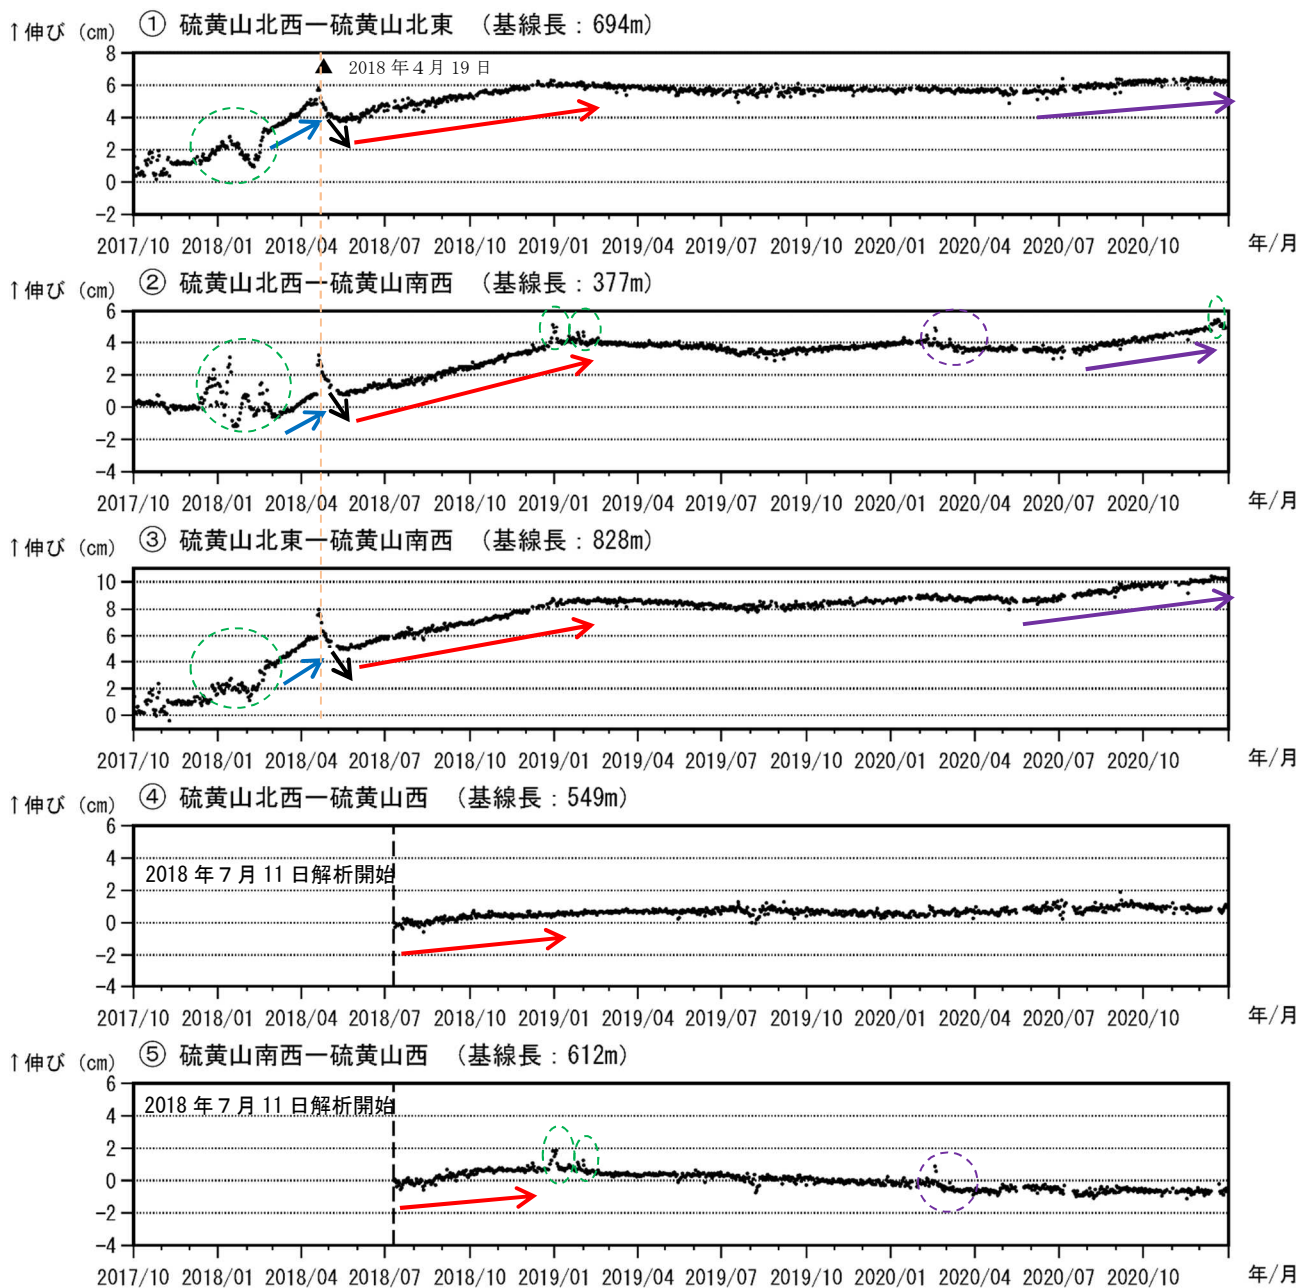 ↑伸び (cm) ① 硫黄山北西ー硫黄山北東 (基線長：694m)
▲ 2018年4月19日
8
6
4
2
0
−2
2017/10 2018/01 2018/04 2018/07 2018/10 2019/01 2019/04 2019/07 2019/10 2020/01 2020/04 2020/07 2020/10 年/月
↑伸び (cm) ② 硫黄山北西ー硫黄山南西 (基線長：377m)
6
4
2
0
−2
−4
2017/10 2018/01 2018/04 2018/07 2018/10 2019/01 2019/04 2019/07 2019/10 2020/01 2020/04 2020/07 2020/10 年/月
↑伸び (cm) ③ 硫黄山北東ー硫黄山南西 (基線長：828m)
10
8
6
4
2
0
2017/10 2018/01 2018/04 2018/07 2018/10 2019/01 2019/04 2019/07 2019/10 2020/01 2020/04 2020/07 2020/10 年/月
↑伸び (cm) ④ 硫黄山北西ー硫黄山西 (基線長：549m)
6
4
2018年7月11日解析開始
2
0
−2
−4
2017/10 2018/01 2018/04 2018/07 2018/10 2019/01 2019/04 2019/07 2019/10 2020/01 2020/04 2020/07 2020/10 年/月
↑伸び (cm) ⑤ 硫黄山南西ー硫黄山西 (基線長：612m)
6
2018年7月11日解析開始
4
2
0
−2
−4
2017/10 2018/01 2018/04 2018/07 2018/10 2019/01 2019/04 2019/07 2019/10 2020/01 2020/04 2020/07 2020/10 年/月